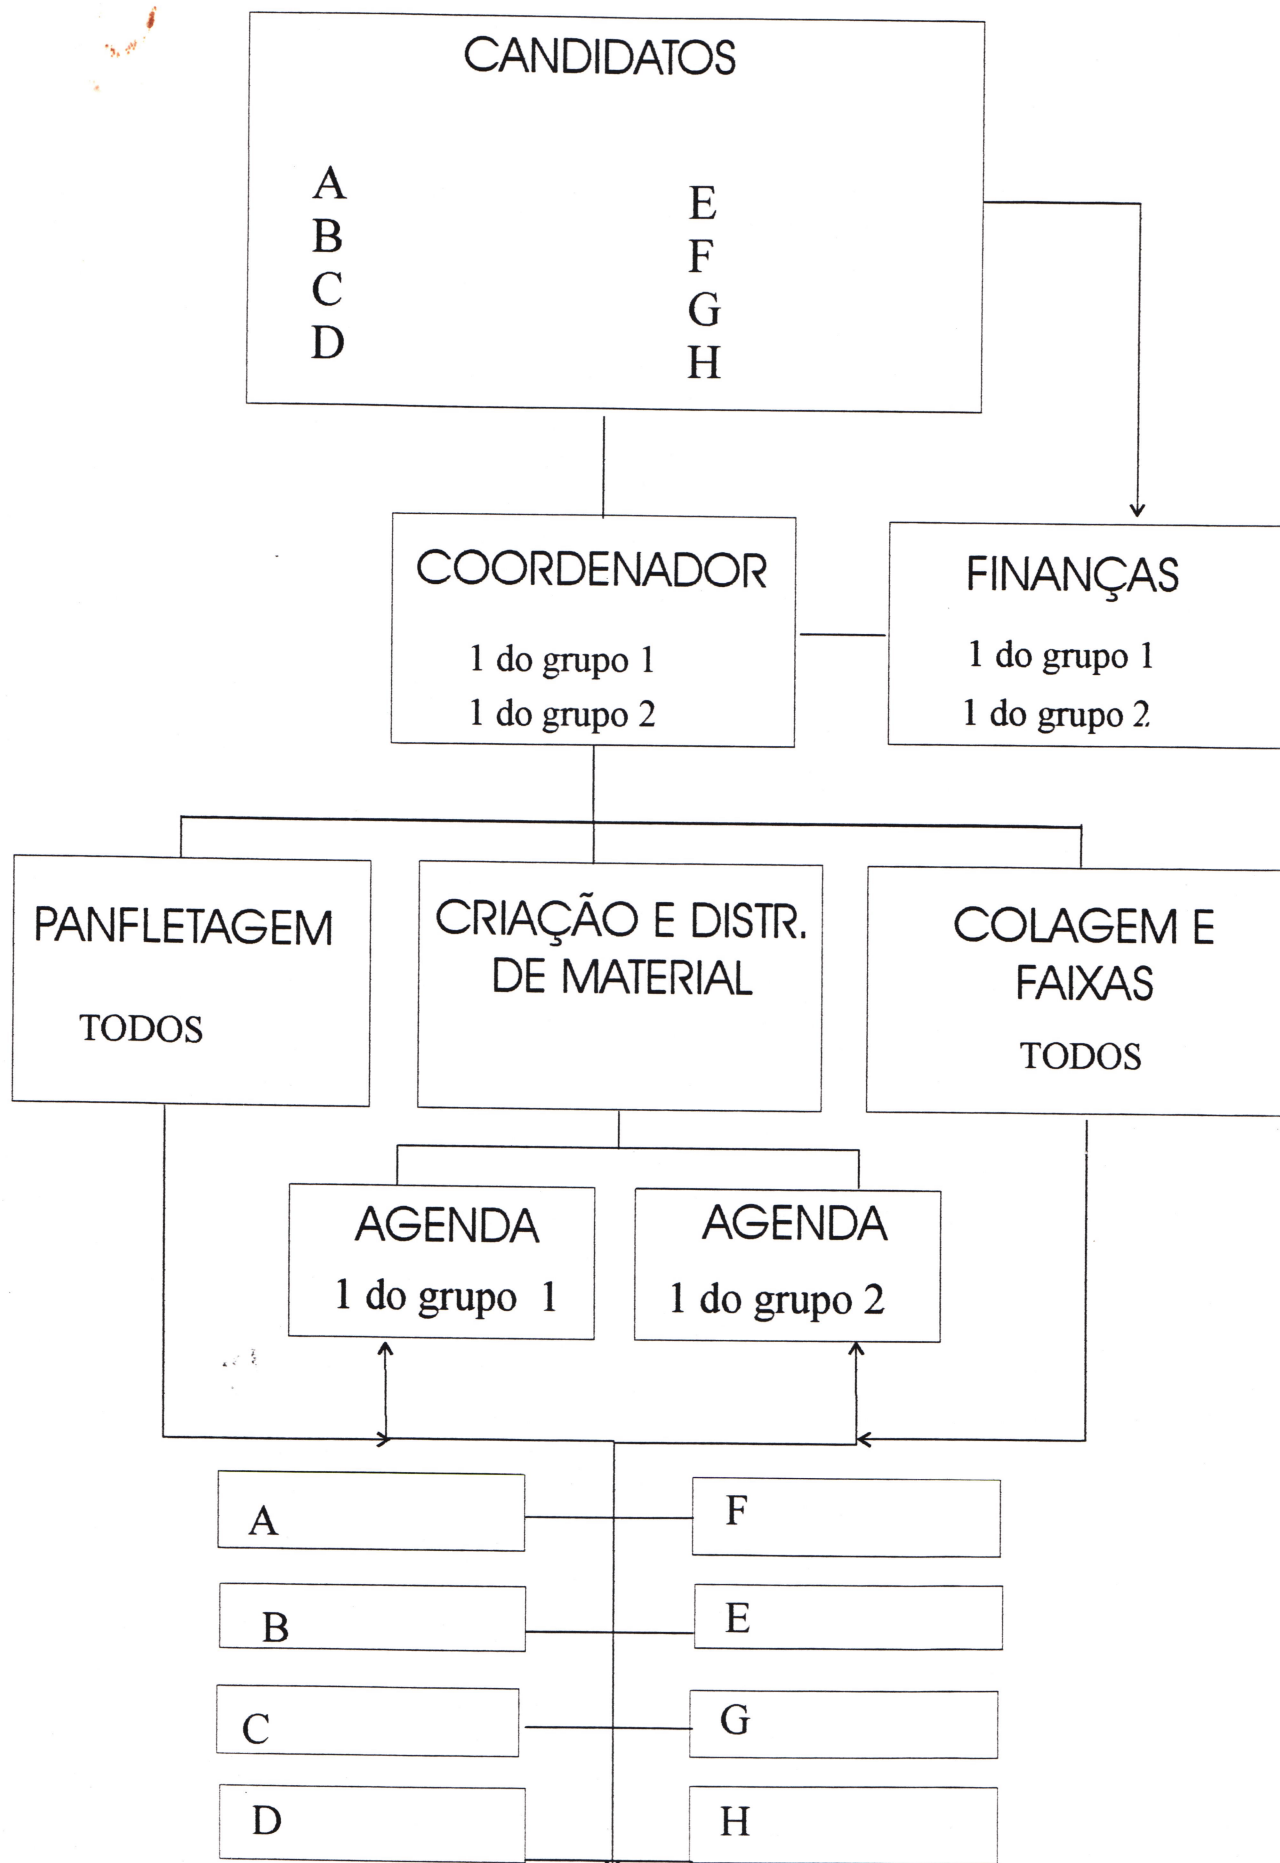 CANDIDATOS
A
B
C
D
E
F
G
H
COORDENADOR
1 do grupo 1
1 do grupo 2
FINANÇAS
1 do grupo 1
1 do grupo 2
PANFLETAGEM
TODOS
CRIAÇÃO E DISTR.
DE MATERIAL
COLAGEM E
FAIXAS
TODOS
AGENDA
1 do grupo 1
AGENDA
1 do grupo 2
A
F
B
E
C
G
D
H